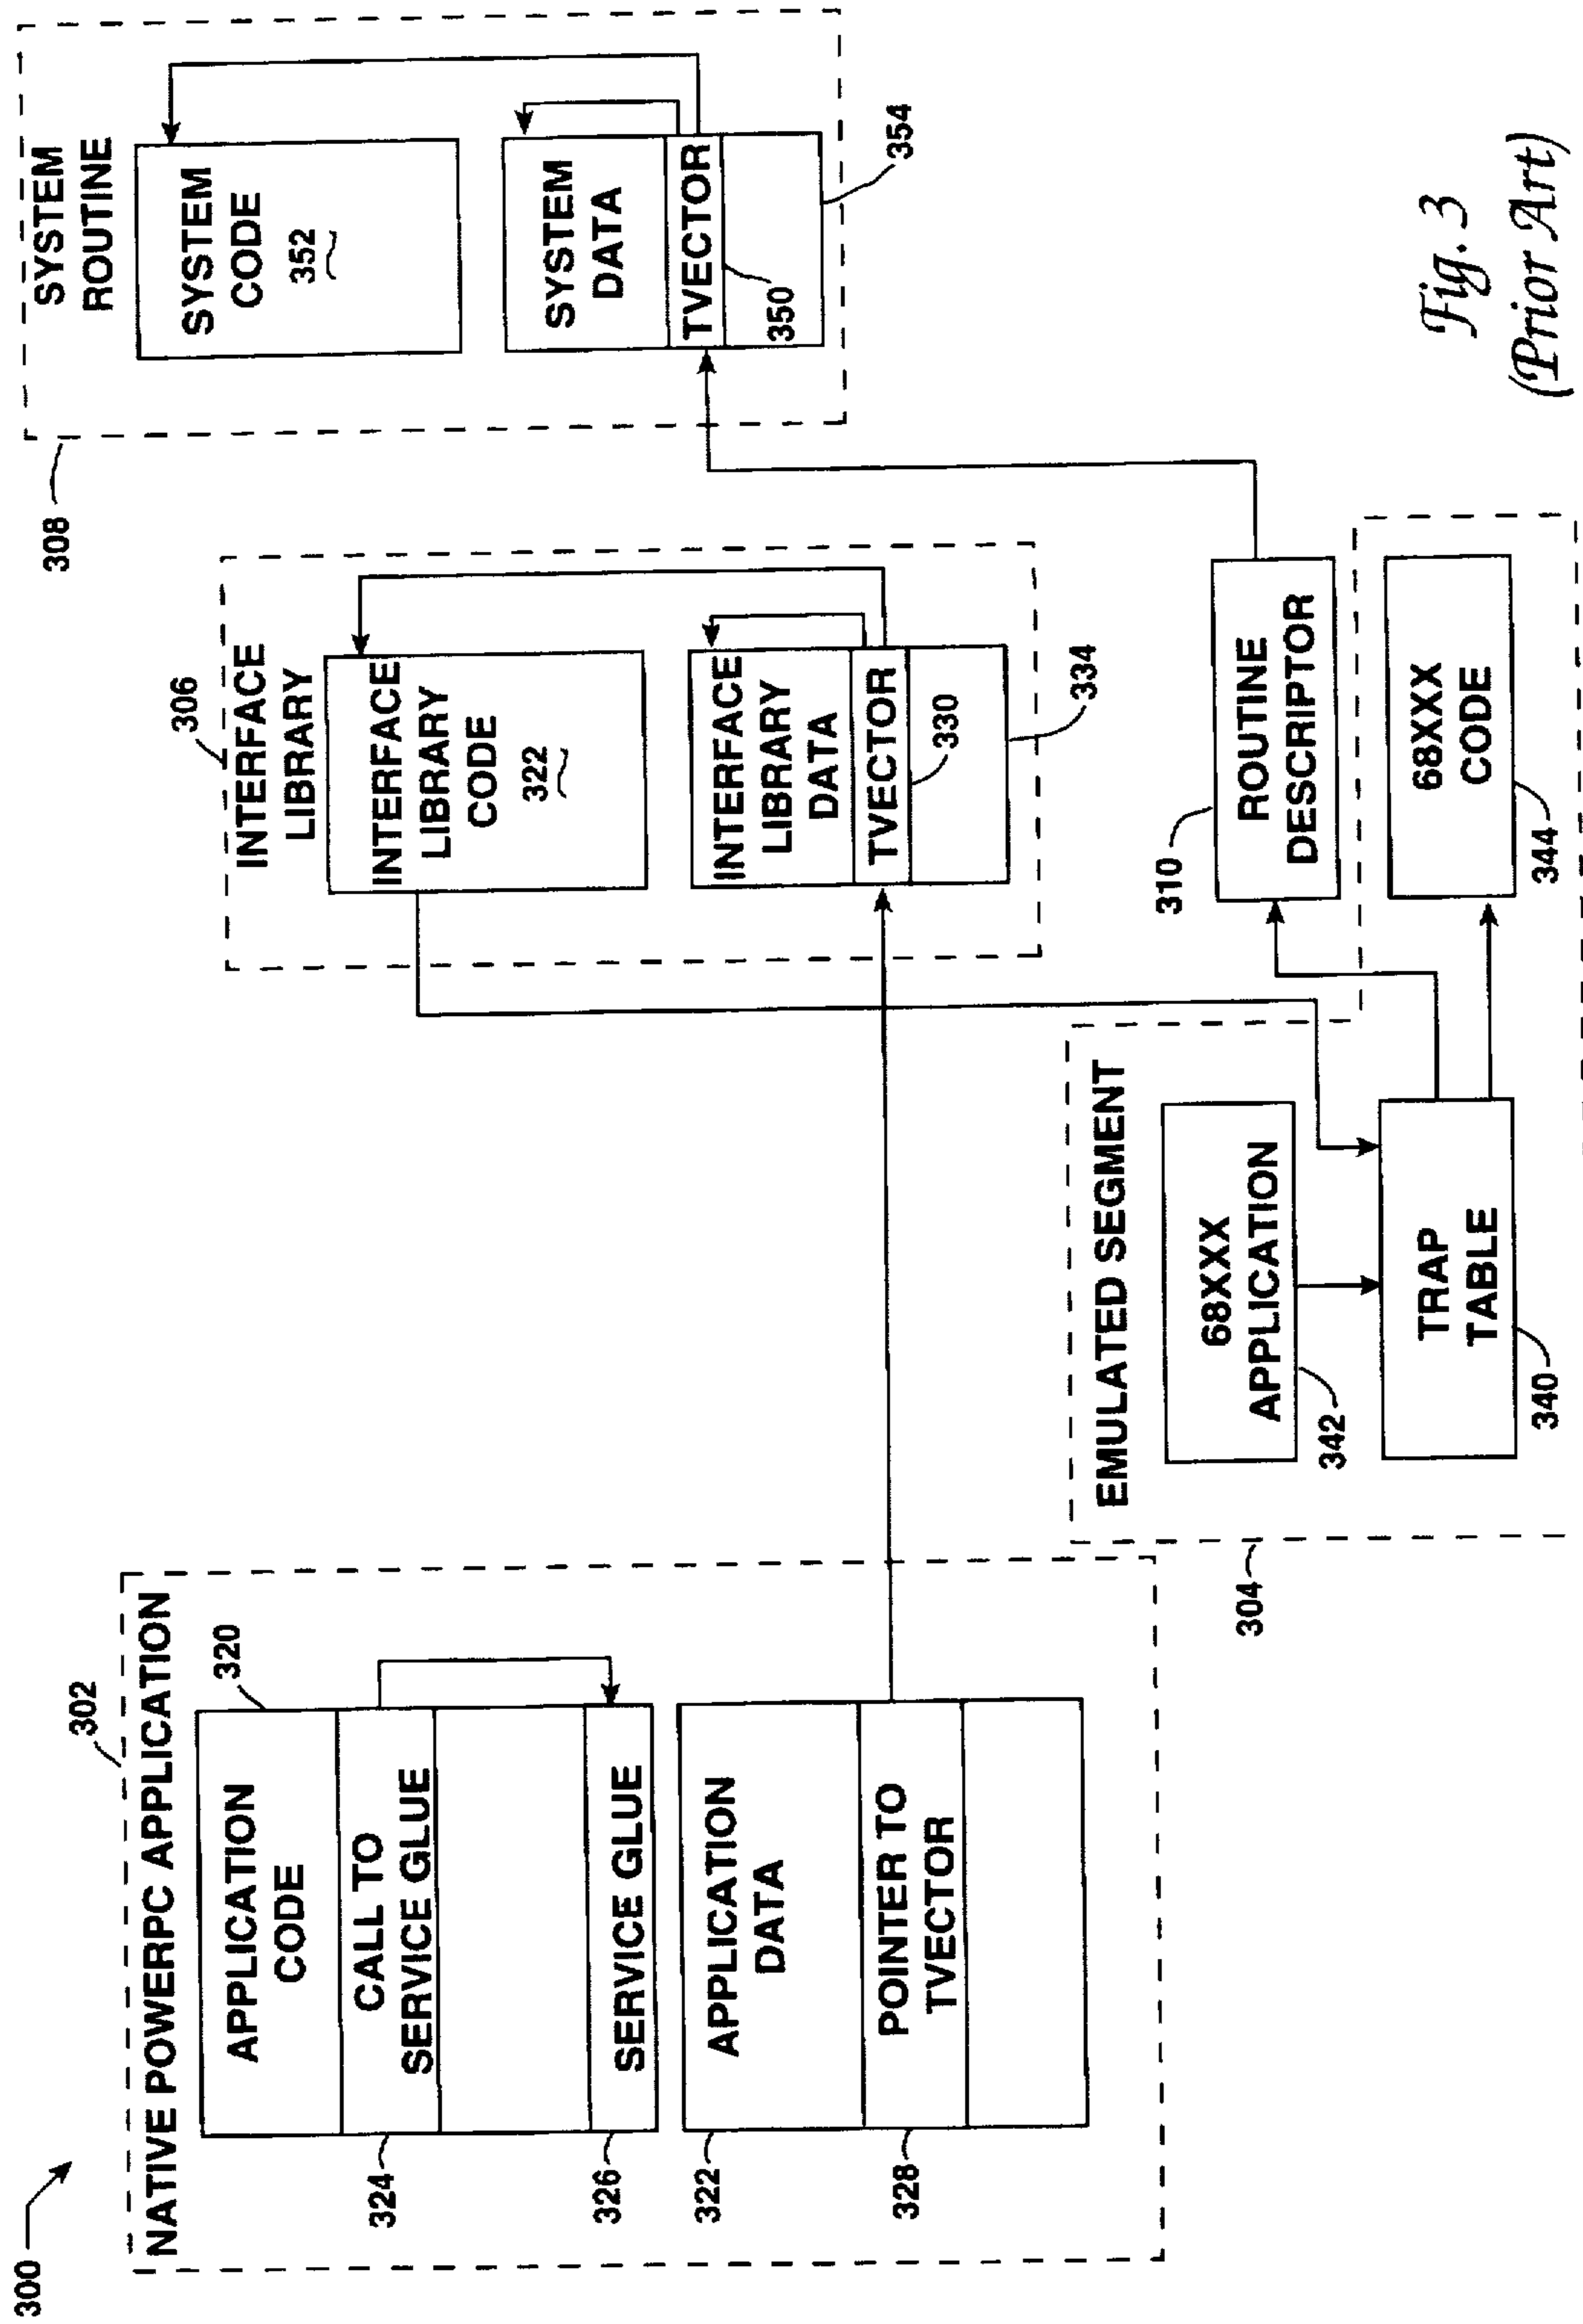 300
302
NATIVE POWERPC APPLICATION
320
APPLICATION
CODE
324
CALL TO
SERVICE GLUE
326
SERVICE GLUE
322
APPLICATION
DATA
328
POINTER TO
TVECTOR
304
EMULATED SEGMENT
68XXX
APPLICATION
342
TRAP
TABLE
340
306
INTERFACE
LIBRARY
INTERFACE
LIBRARY
CODE
322
INTERFACE
LIBRARY
DATA
TVECTOR
330
334
310
ROUTINE
DESCRIPTOR
68XXX
CODE
344
308
SYSTEM
ROUTINE
SYSTEM
CODE
352
SYSTEM
DATA
TVECTOR
350
354
Fig. 3
(Prior Art)